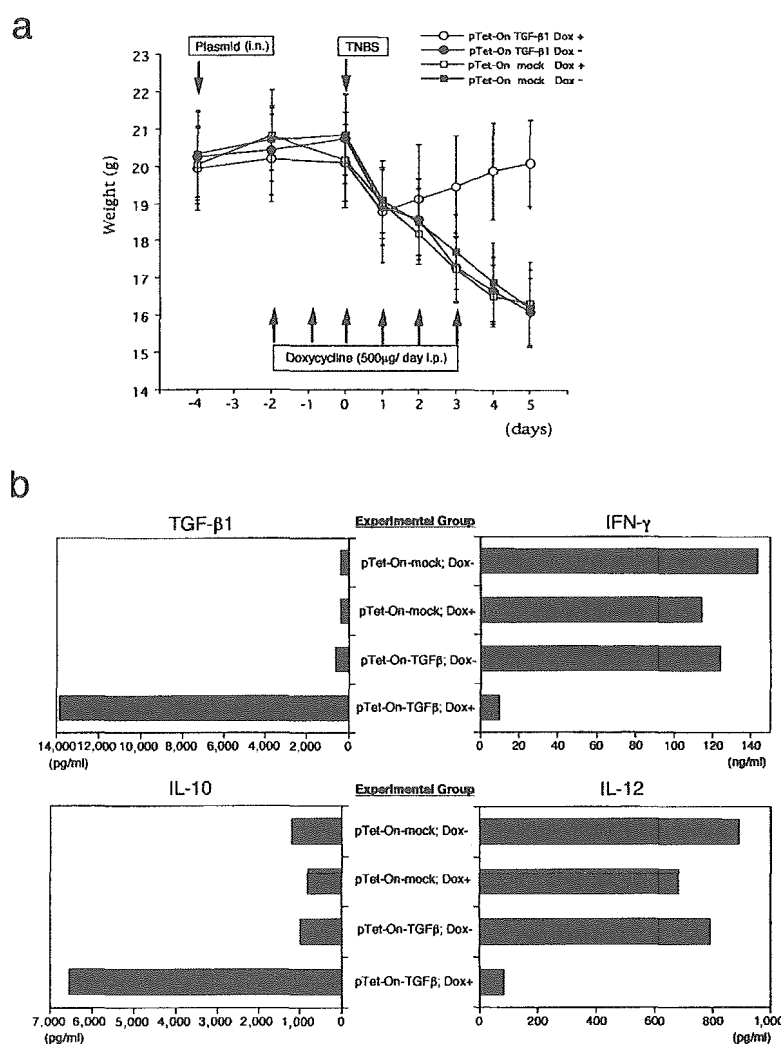 a
Plasmid (i.n.)
TNBS
pTet-On TGF-β1 Dox +
pTet-On TGF-β1 Dox -
pTet-On mock Dox +
pTet-On mock Dox -
23
22
21
20
19
18
17
16
15
14
Weight (g)
Doxycycline (500μg/ day i.p.)
-4 -3 -2 -1 0 1 2 3 4 5
(days)
b
TGF-β1
Experimental Group
IFN-γ
pTet-On-mock; Dox-
pTet-On-mock; Dox+
pTet-On-TGFβ; Dox-
pTet-On-TGFβ; Dox+
14,000 12,000 10,000 8,000 6,000 4,000 2,000 0
(pg/ml)
0 20 40 60 80 100 120 140
(ng/ml)
IL-10
Experimental Group
IL-12
pTet-On-mock; Dox-
pTet-On-mock; Dox+
pTet-On-TGFβ; Dox-
pTet-On-TGFβ; Dox+
7,000 6,000 5,000 4,000 3,000 2,000 1,000 0
(pg/ml)
0 200 400 600 800 1,000
(pg/ml)